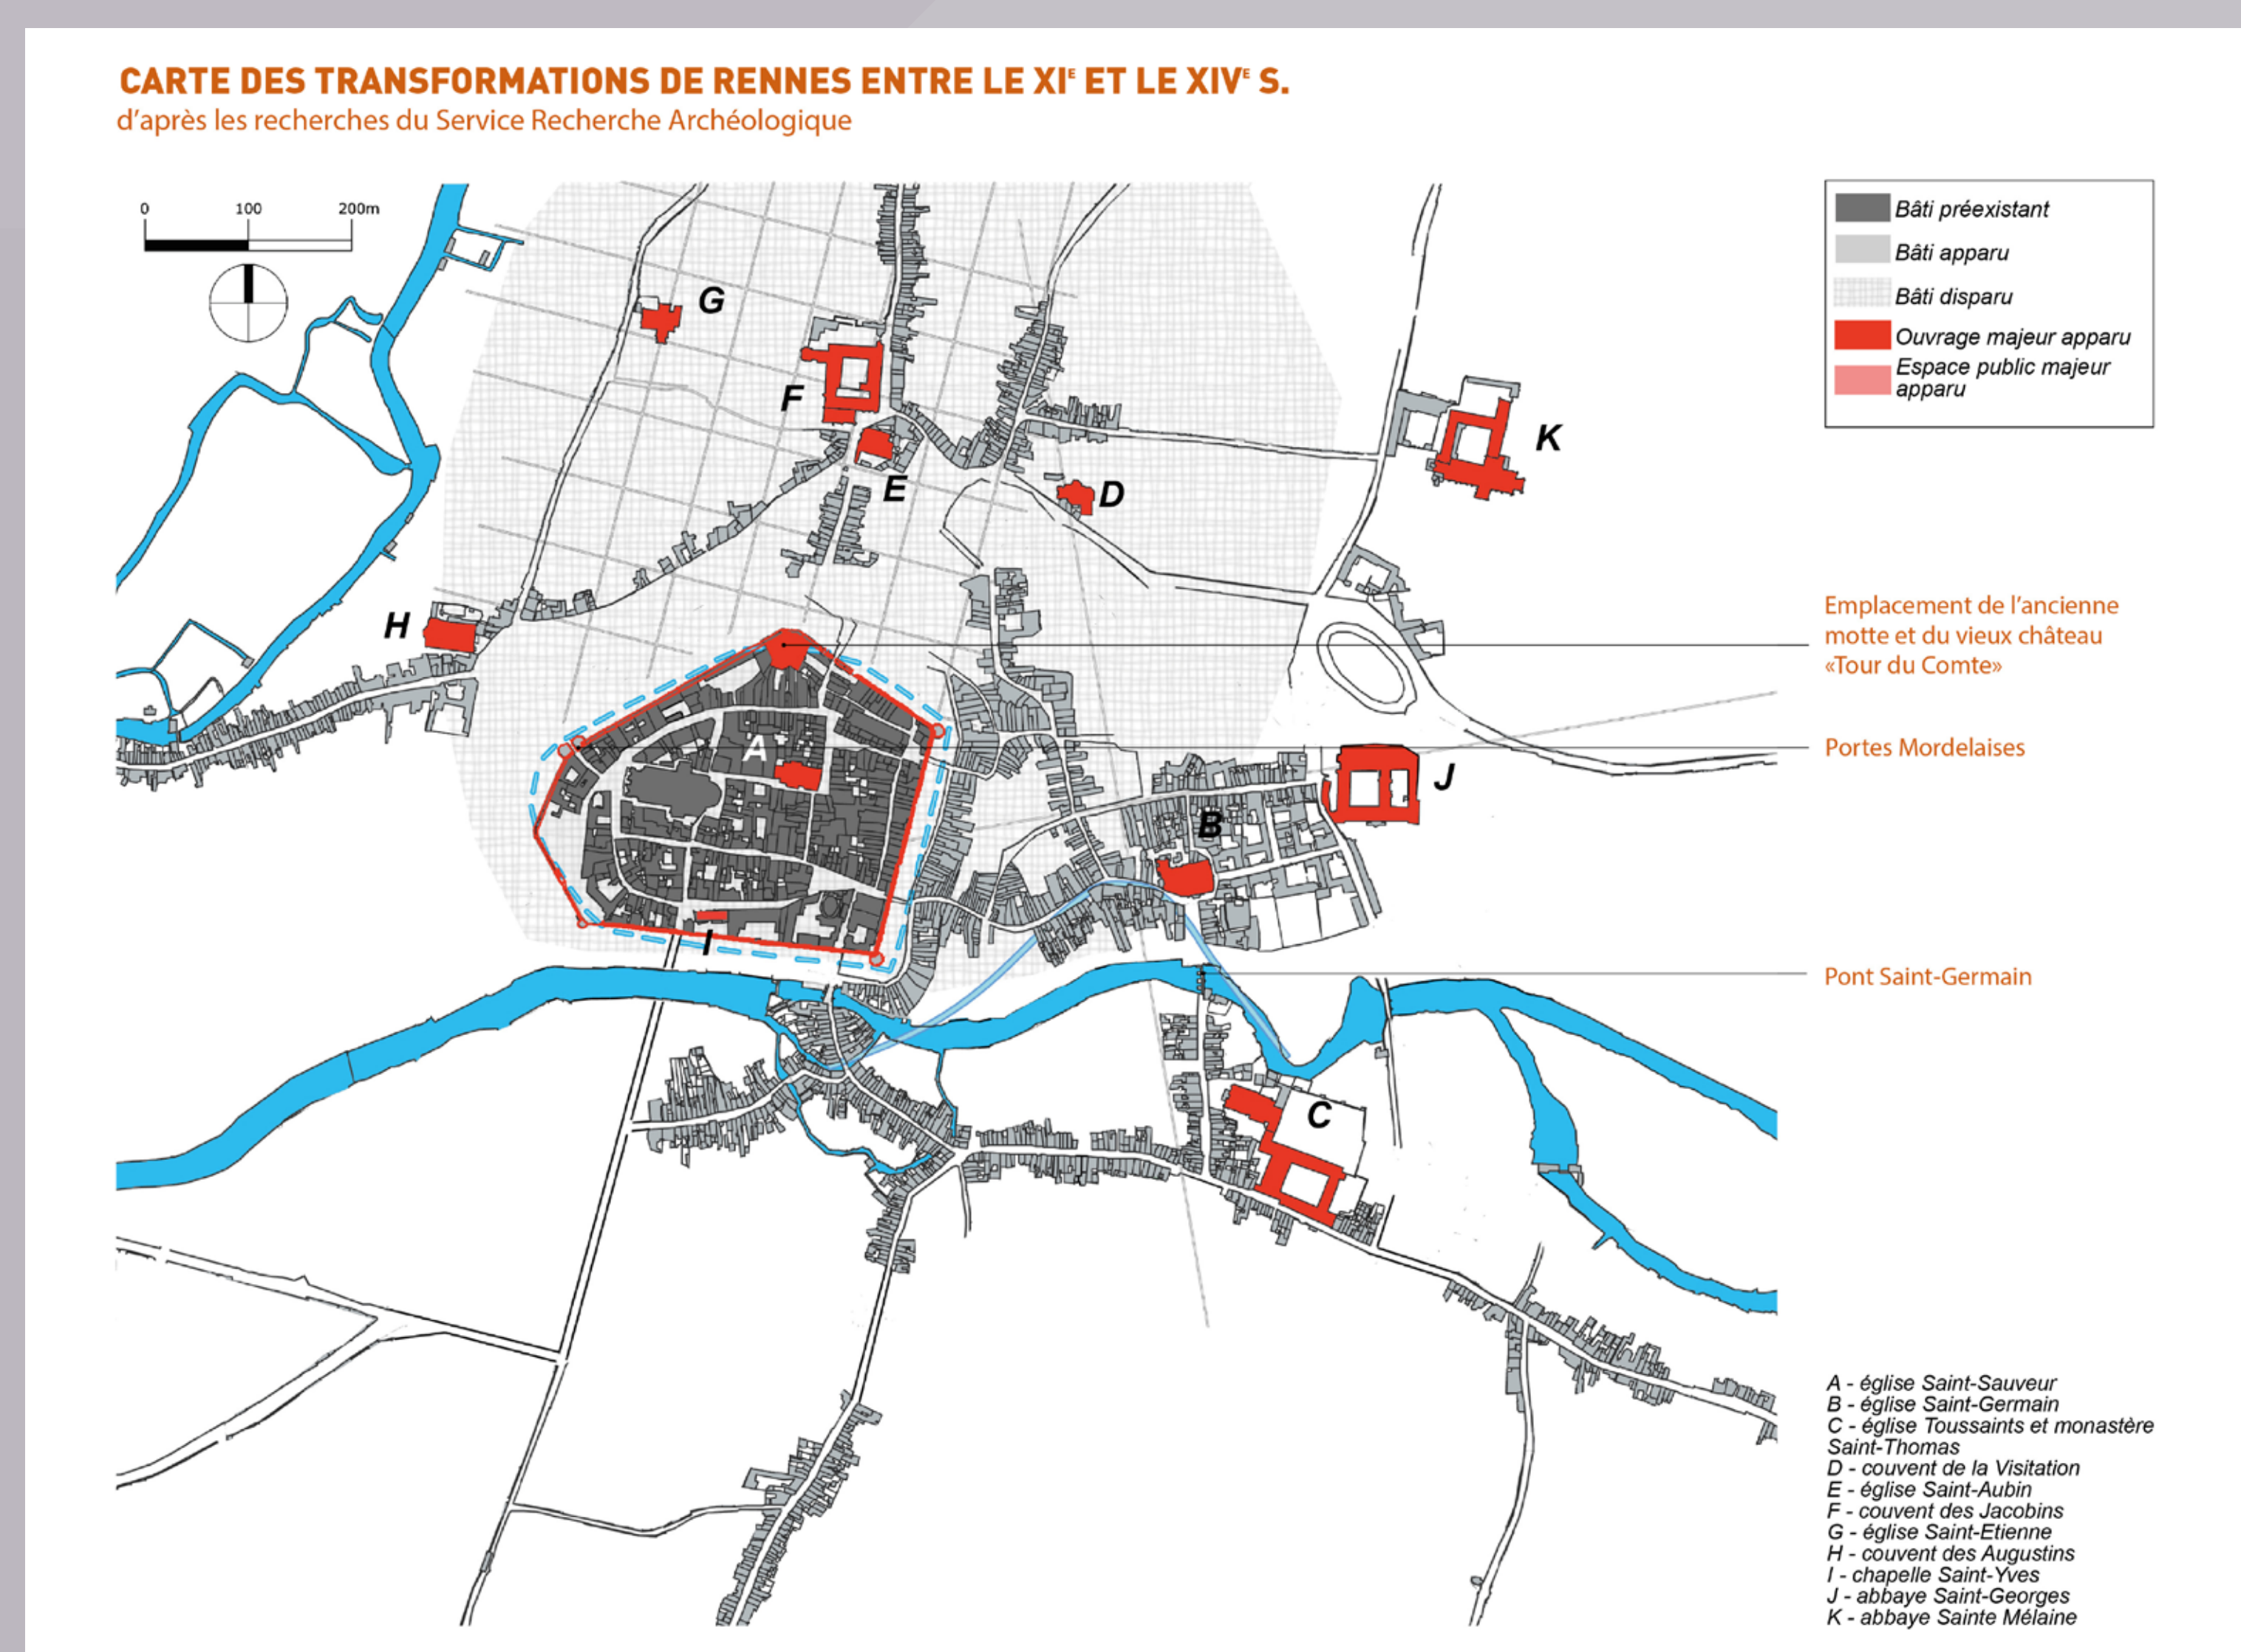 CARTE DES TRANSFORMATIONS DE RENNES ENTRE LE XIE ET LE XIVE S.
d'après les recherches du Service Recherche Archéologique
0 100 200m
Bâti préexistant
Bâti apparu
Bâti disparu
Ouvrage majeur apparu
Espace public majeur
apparu
G
F
K
E
D
H
Emplacement de l'ancienne
motte et du vieux château
«Tour du Comte»
A
Portes Mordelaises
J
B
I
Pont Saint-Germain
C
A - église Saint-Sauveur
B - église Saint-Germain
C - église Toussaints et monastère
Saint-Thomas
D - couvent de la Visitation
E - église Saint-Aubin
F - couvent des Jacobins
G - église Saint-Etienne
H - couvent des Augustins
I - chapelle Saint-Yves
J - abbaye Saint-Georges
K - abbaye Sainte Mélaine